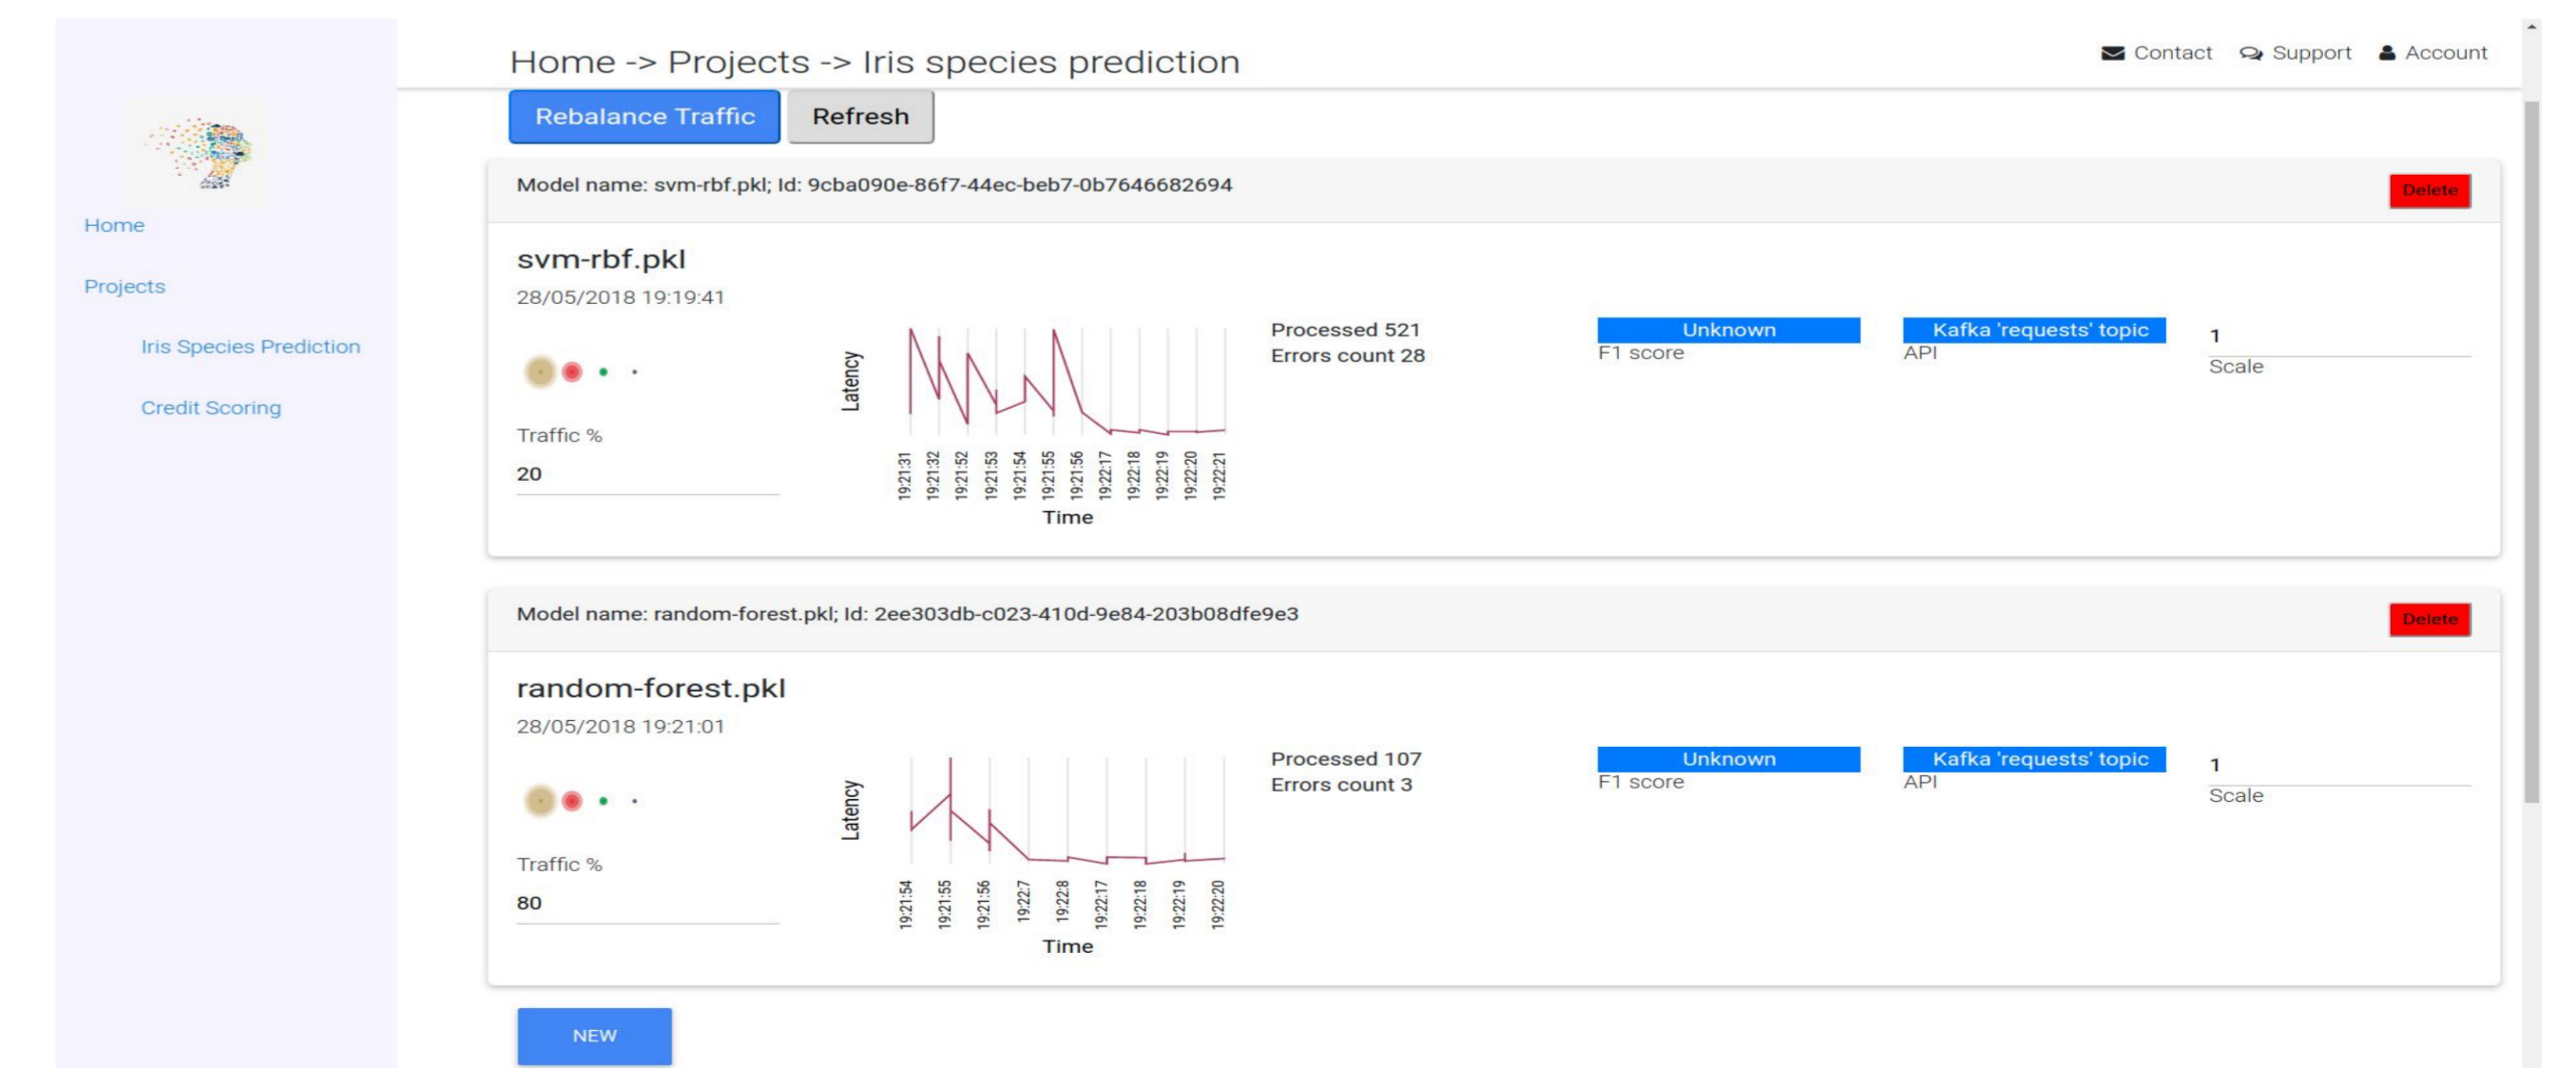 Home -> Projects -> Iris species prediction
Contact Support Account
Home
Projects
Iris Species Prediction
Credit Scoring
Rebalance Traffic Refresh
Model name: svm-rbf.pkl; Id: 9cba090e-86f7-44ec-beb7-0b7646682694 Delete
svm-rbf.pkl
28/05/2018 19:19:41
Traffic %
20
Latency
19:21:31 19:21:32 19:21:52 19:21:53 19:21:54 19:21:55 19:21:56 19:22:17 19:22:18 19:22:19 19:22:20 19:22:21
Time
Processed 521
Errors count 28
Unknown
F1 score
Kafka 'requests' topic
API
1
Scale
Model name: random-forest.pkl; Id: 2ee303db-c023-410d-9e84-203b08dfe9e3 Delete
random-forest.pkl
28/05/2018 19:21:01
Traffic %
80
Latency
19:21:54 19:21:55 19:21:56 19:22:7 19:22:8 19:22:17 19:22:18 19:22:19 19:22:20
Time
Processed 107
Errors count 3
Unknown
F1 score
Kafka 'requests' topic
API
1
Scale
NEW